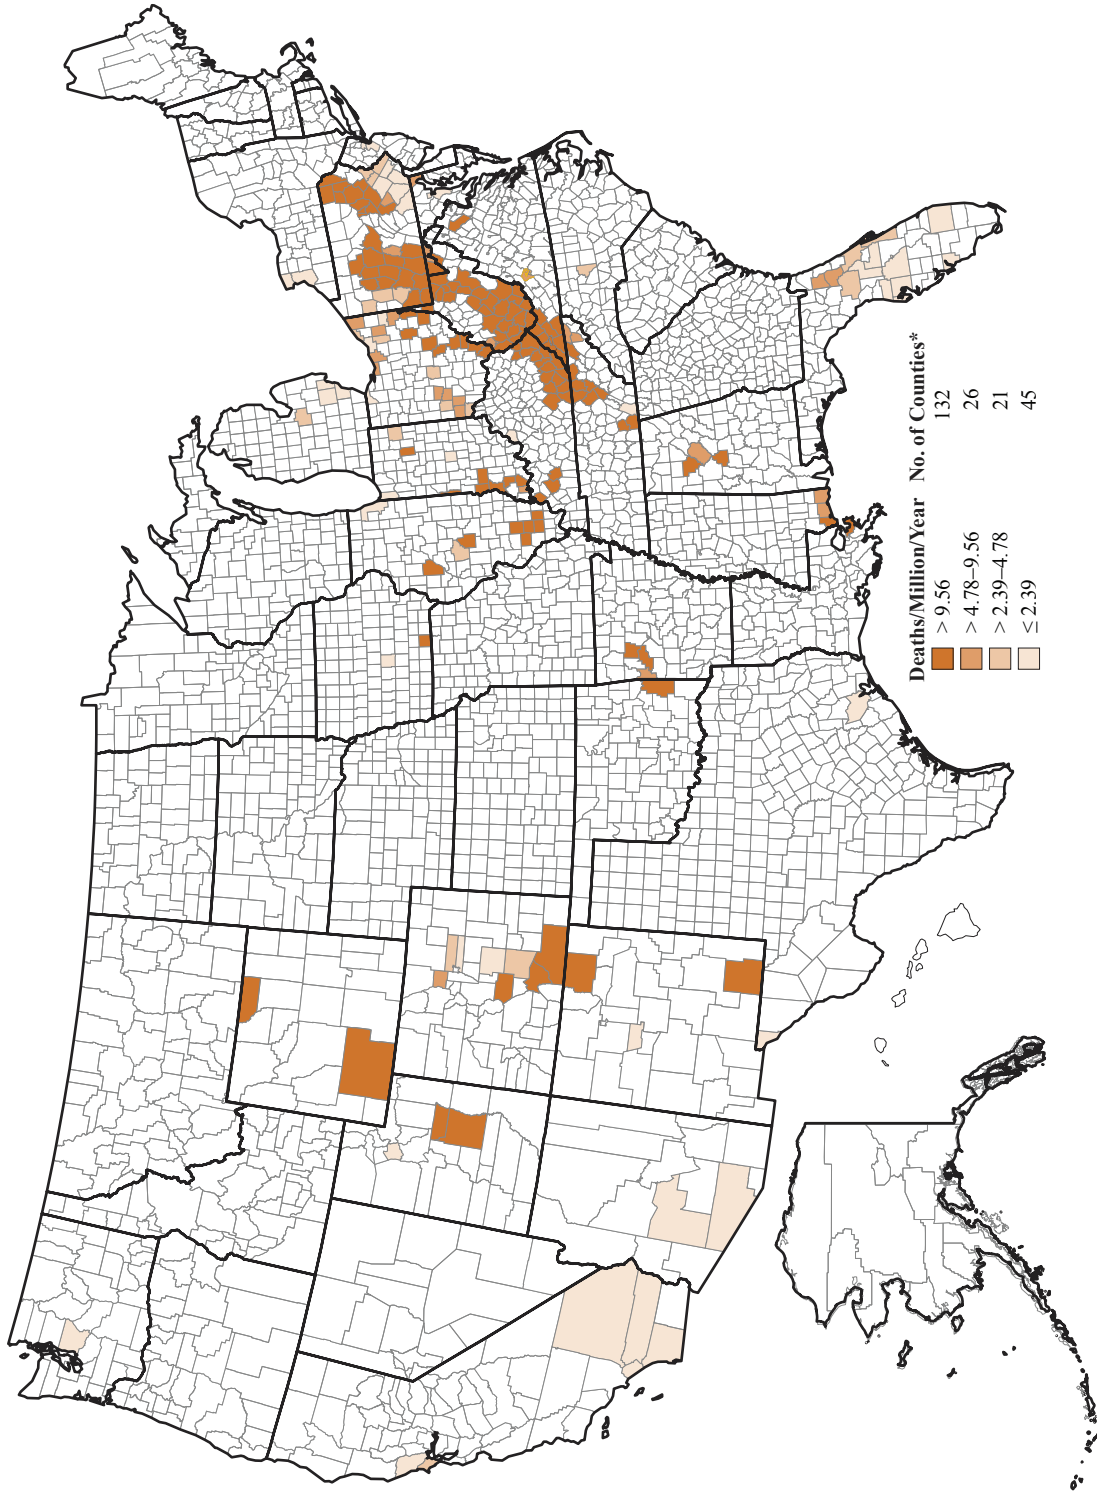 Deaths/Million/Year No. of Counties*
> 9.56 132
> 4.78–9.56 26
> 2.39–4.78 21
≤ 2.39 45